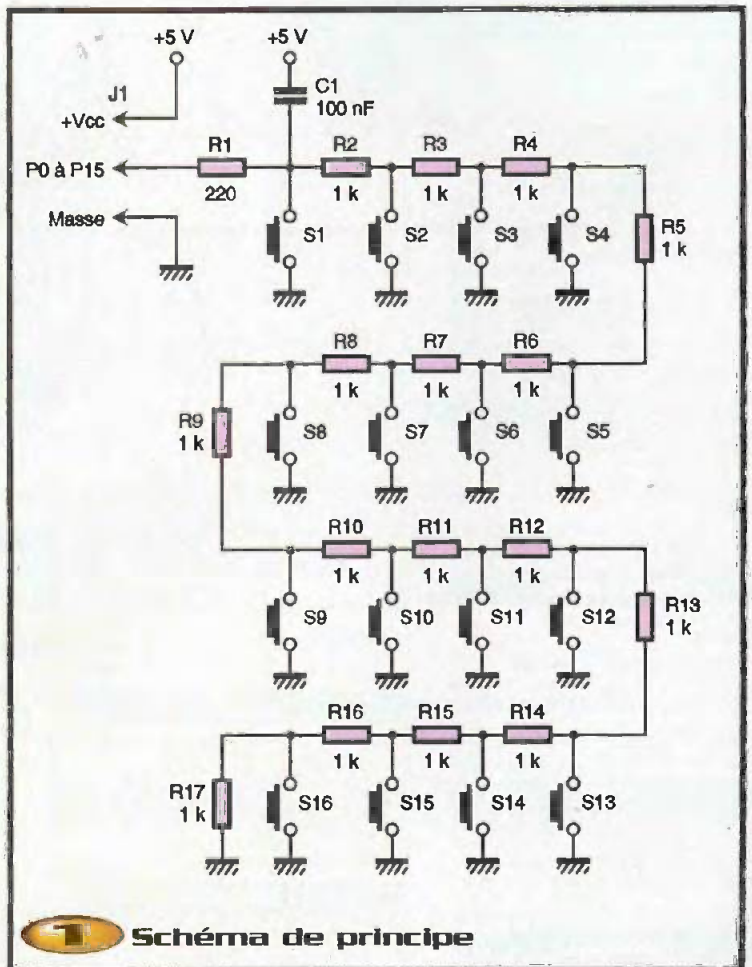 +5 V +5 V
J1 C1
100 nF
+Vcc
R1 R2 R3 R4
P0 à P15
220 1 k 1 k 1 k
Masse
S1 S2 S3 S4
R5
1 k
R8 R7 R6
1 k 1 k 1 k
R9
1 k
S8 S7 S6 S5
R10 R11 R12
1 k 1 k 1 k
S9 S10 S11 S12
R13
1 k
R16 R15 R14
1 k 1 k 1 k
R17
1 k
S16 S15 S14 S13
1 Schéma de principe